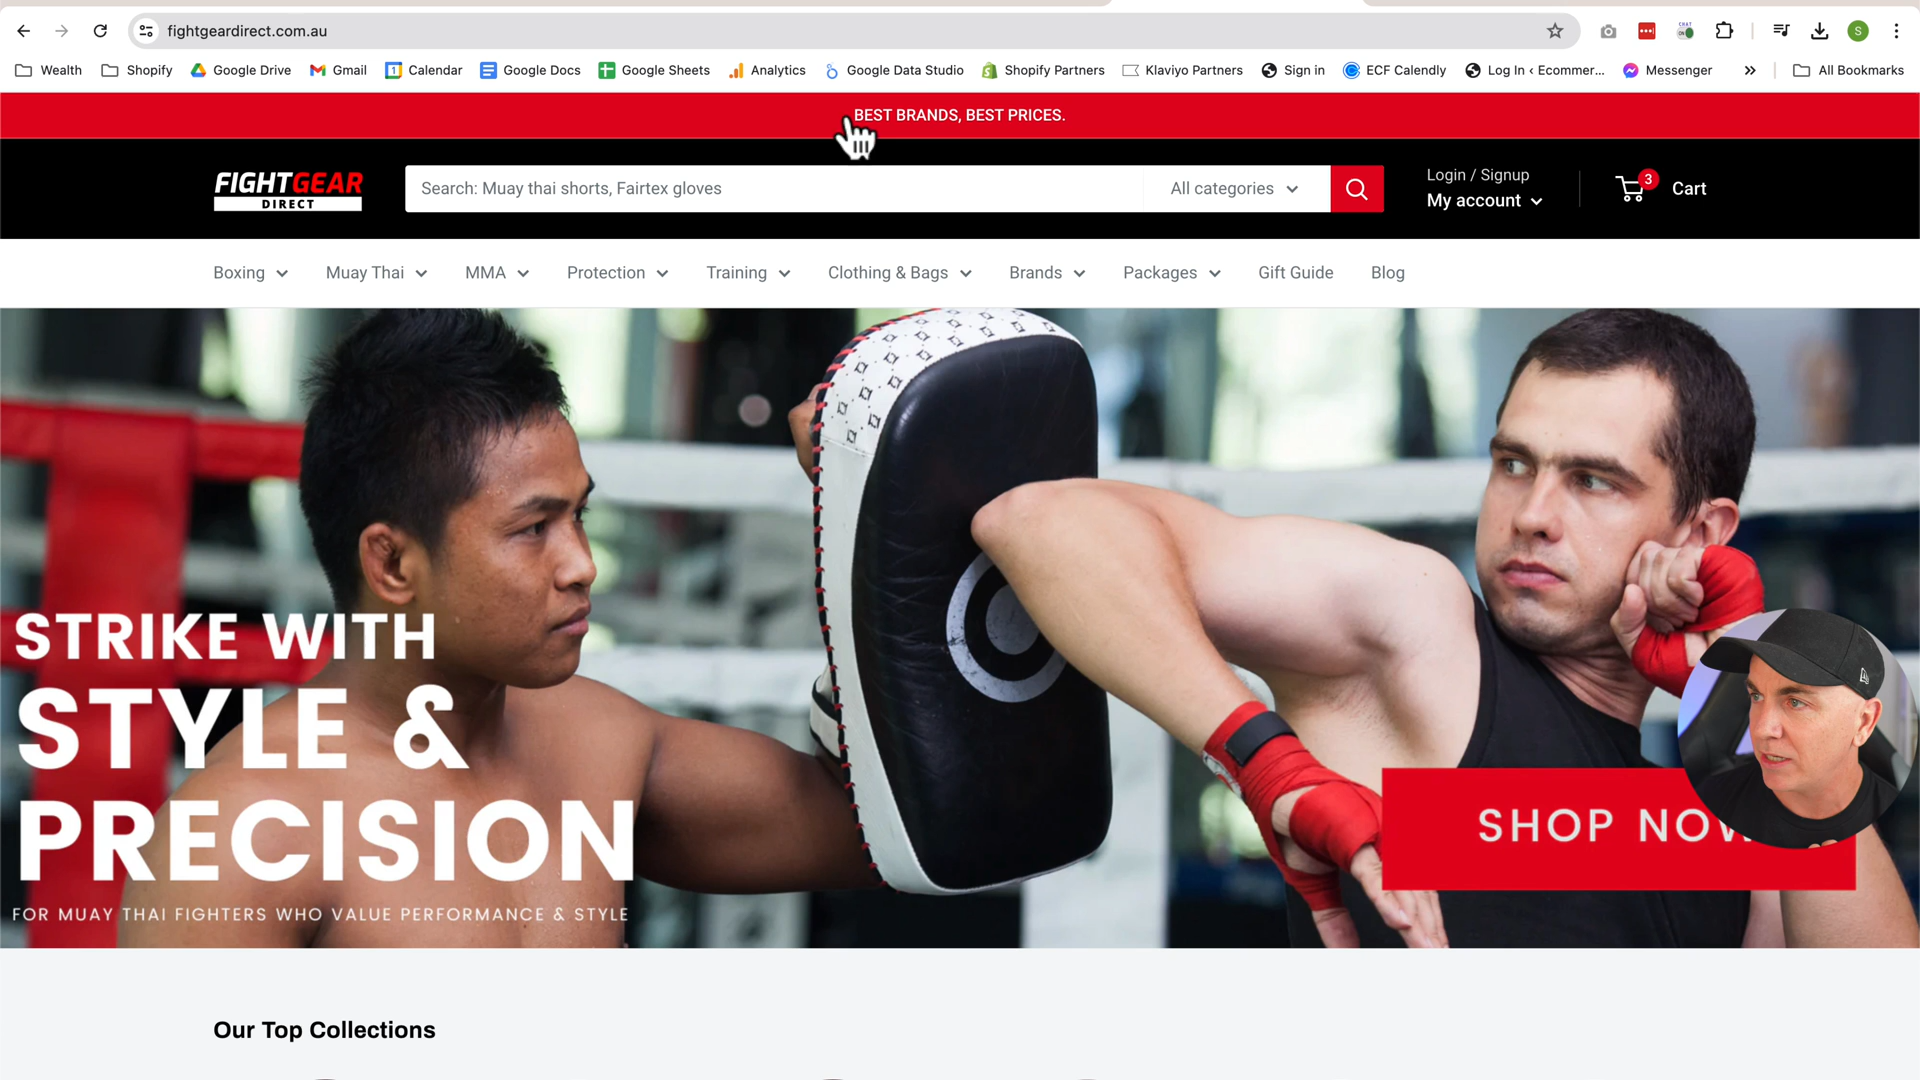 fightgeardirect.com.au
S
Wealth
Shopify
Google Drive
Gmail
Calendar
Google Docs
Google Sheets
Analytics
Google Data Studio
Shopify Partners
Klaviyo Partners
Sign in
ECF Calendly
Log In ‹ Ecommer...
Messenger
All Bookmarks
BEST BRANDS, BEST PRICES.
FIGHTGEAR
DIRECT
Search: Muay thai shorts, Fairtex gloves
All categories
Login / Signup
My account
3
Cart
Boxing
Muay Thai
MMA
Protection
Training
Clothing & Bags
Brands
Packages
Gift Guide
Blog
STRIKE WITH
STYLE &
PRECISION
FOR MUAY THAI FIGHTERS WHO VALUE PERFORMANCE & STYLE
SHOP NOW
Our Top Collections